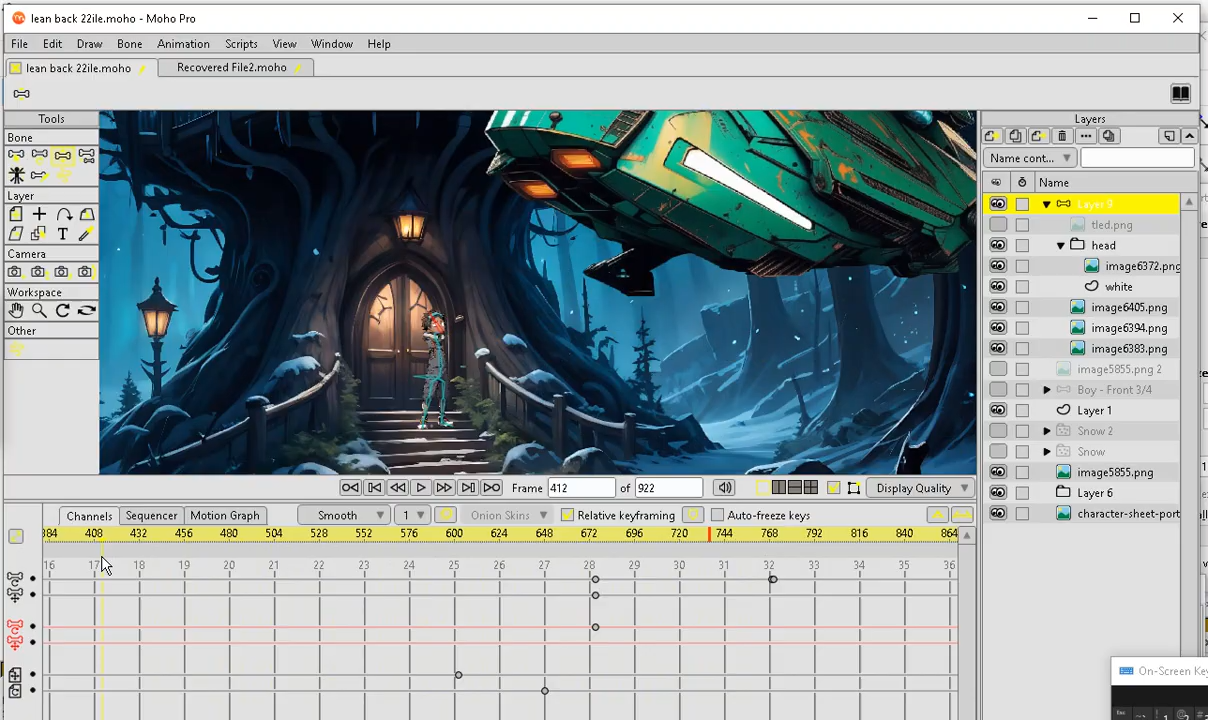 lean back 22ile.moho - Moho Pro
File Edit Draw Bone Animation Scripts View Window Help
lean back 22ile.moho Recovered File2.moho
Tools
Bone
Layer
Camera
Workspace
Other
Layers
Name cont...
Name
Layer 9
tled.png
head
image6372.png
white
image6405.png
image6394.png
image6383.png
image5855.png 2
Boy - Front 3/4
Layer 1
Snow 2
Snow
image5855.png
Layer 6
character-sheet-port
Frame 412 of 922 Display Quality
Channels Sequencer Motion Graph Smooth 1 Onion Skins Relative keyframing Auto-freeze keys
384 408 432 456 480 504 528 552 576 600 624 648 672 696 720 744 768 792 816 840 864
16 17 18 19 20 21 22 23 24 25 26 27 28 29 30 31 32 33 34 35 36
On-Screen Key